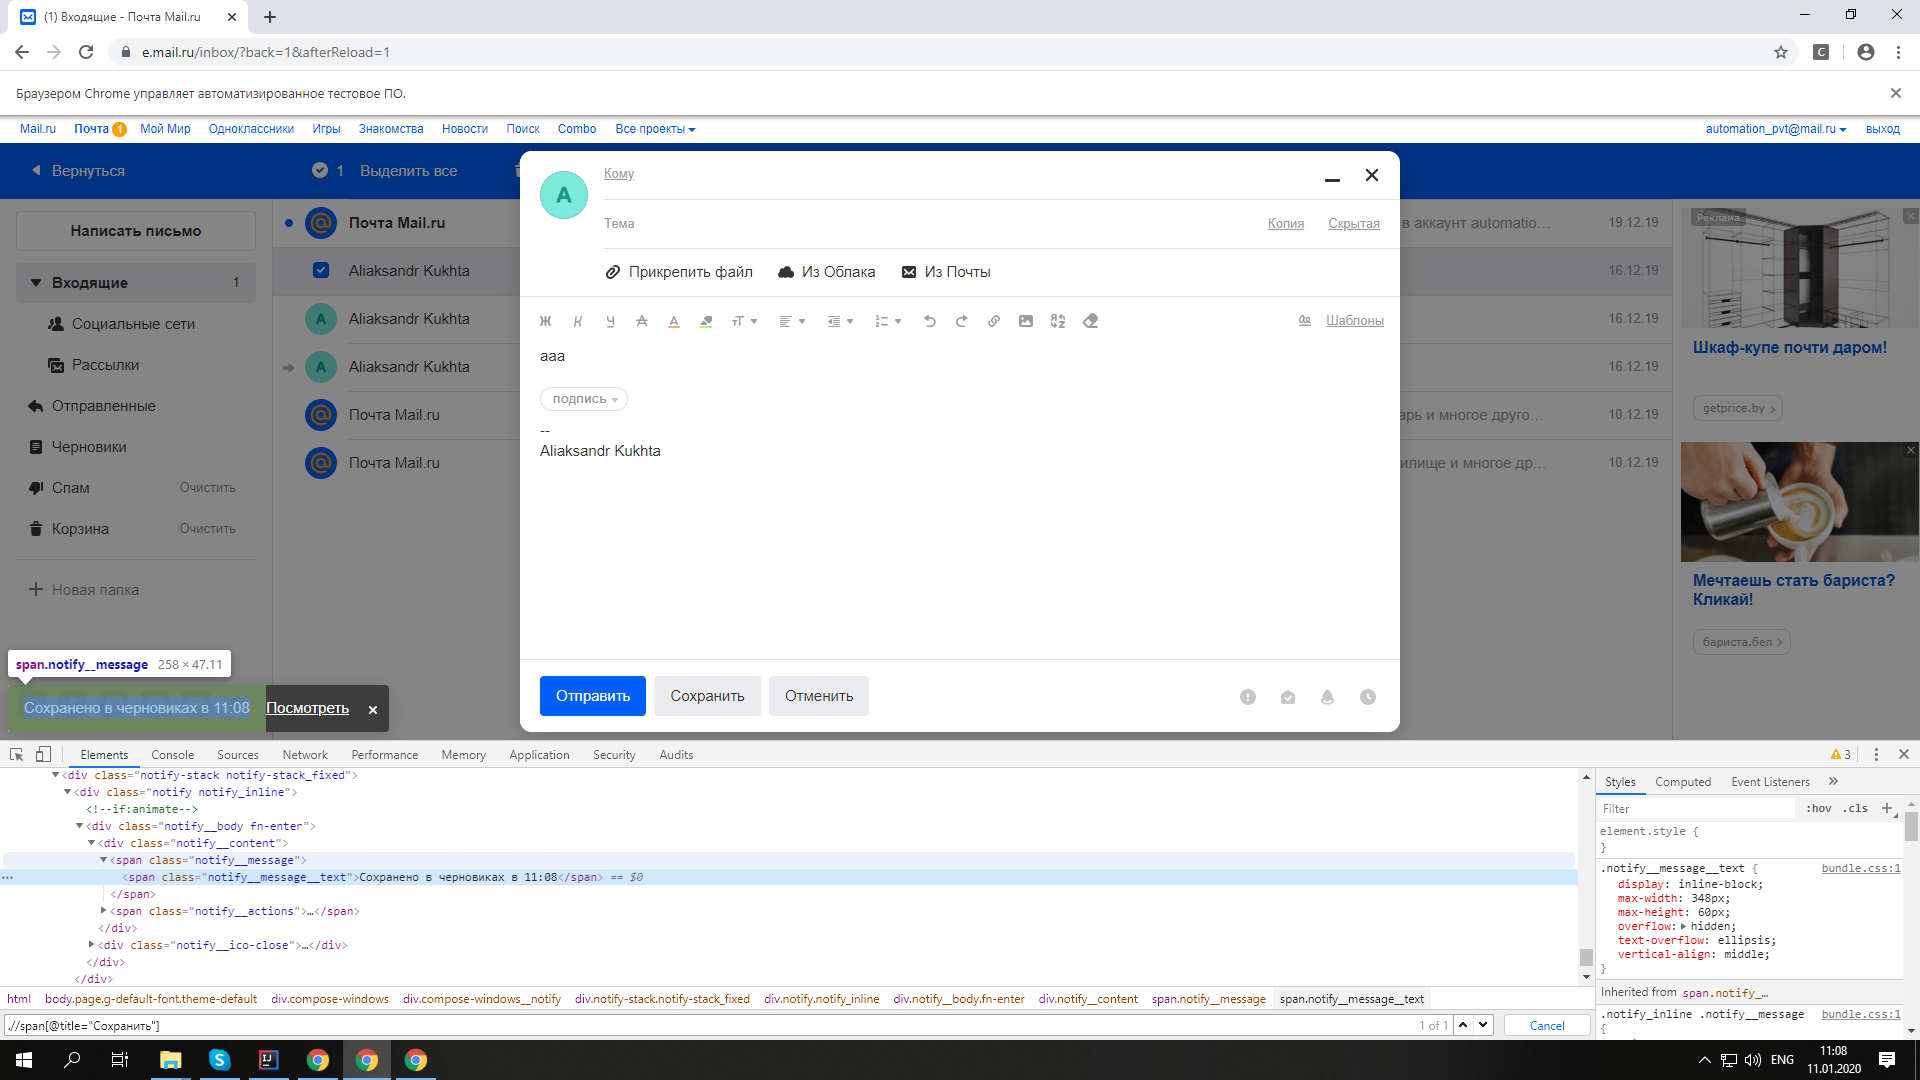 (1) Входящие - Почта Mail.ru
e.mail.ru/inbox/?back=1&afterReload=1
Браузером Chrome управляет автоматизированное тестовое ПО.
Mail.ru Почта 1 Мой Мир Одноклассники Игры Знакомства Новости Поиск Combo Все проекты automation_pvt@mail.ru выход
Вернуться 1 Выделить все
Написать письмо
Входящие 1
Социальные сети
Рассылки
Отправленные
Черновики
Спам Очистить
Корзина Очистить
Новая папка
Почта Mail.ru в аккаунт automatio... 19.12.19
Aliaksandr Kukhta 16.12.19
A Aliaksandr Kukhta 16.12.19
A Aliaksandr Kukhta 16.12.19
Почта Mail.ru арь и многое друго... 10.12.19
Почта Mail.ru илище и многое др... 10.12.19
A
Кому
Тема Копия Скрытая
Прикрепить файл Из Облака Из Почты
Ж К Ч А А тТ Шаблоны
ааа
ПОДПИСЬ
--
Aliaksandr Kukhta
Отправить Сохранить Отменить
Реклама
Шкаф-купе почти даром!
getprice.by
Мечтаешь стать бариста?
Кликай!
бариста.бел
span.notify__message 258 × 47.11
Сохранено в черновиках в 11:08 Посмотреть
Elements Console Sources Network Performance Memory Application Security Audits 3
<div class="notify-stack notify-stack_fixed">
<div class="notify notify_inline">
<!--if:animate-->
<div class="notify__body fn-enter">
<div class="notify__content">
<span class="notify__message">
<span class="notify__message__text">Сохранено в черновиках в 11:08</span> == $0
</span>
<span class="notify__actions">…</span>
</div>
<div class="notify__ico-close">…</div>
</div>
</div>
html body.page.g-default-font.theme-default div.compose-windows div.compose-windows__notify div.notify-stack.notify-stack_fixed div.notify.notify_inline div.notify__body.fn-enter div.notify__content span.notify__message span.notify__message__text
.//span[@title="Сохранить"] 1 of 1 Cancel
Styles Computed Event Listeners
Filter :hov .cls
element.style {
}
.notify__message__text { bundle.css:1
display: inline-block;
max-width: 348px;
max-height: 60px;
overflow: hidden;
text-overflow: ellipsis;
vertical-align: middle;
}
Inherited from span.notify_…
.notify_inline .notify__message bundle.css:1
{
ENG 11:08
11.01.2020